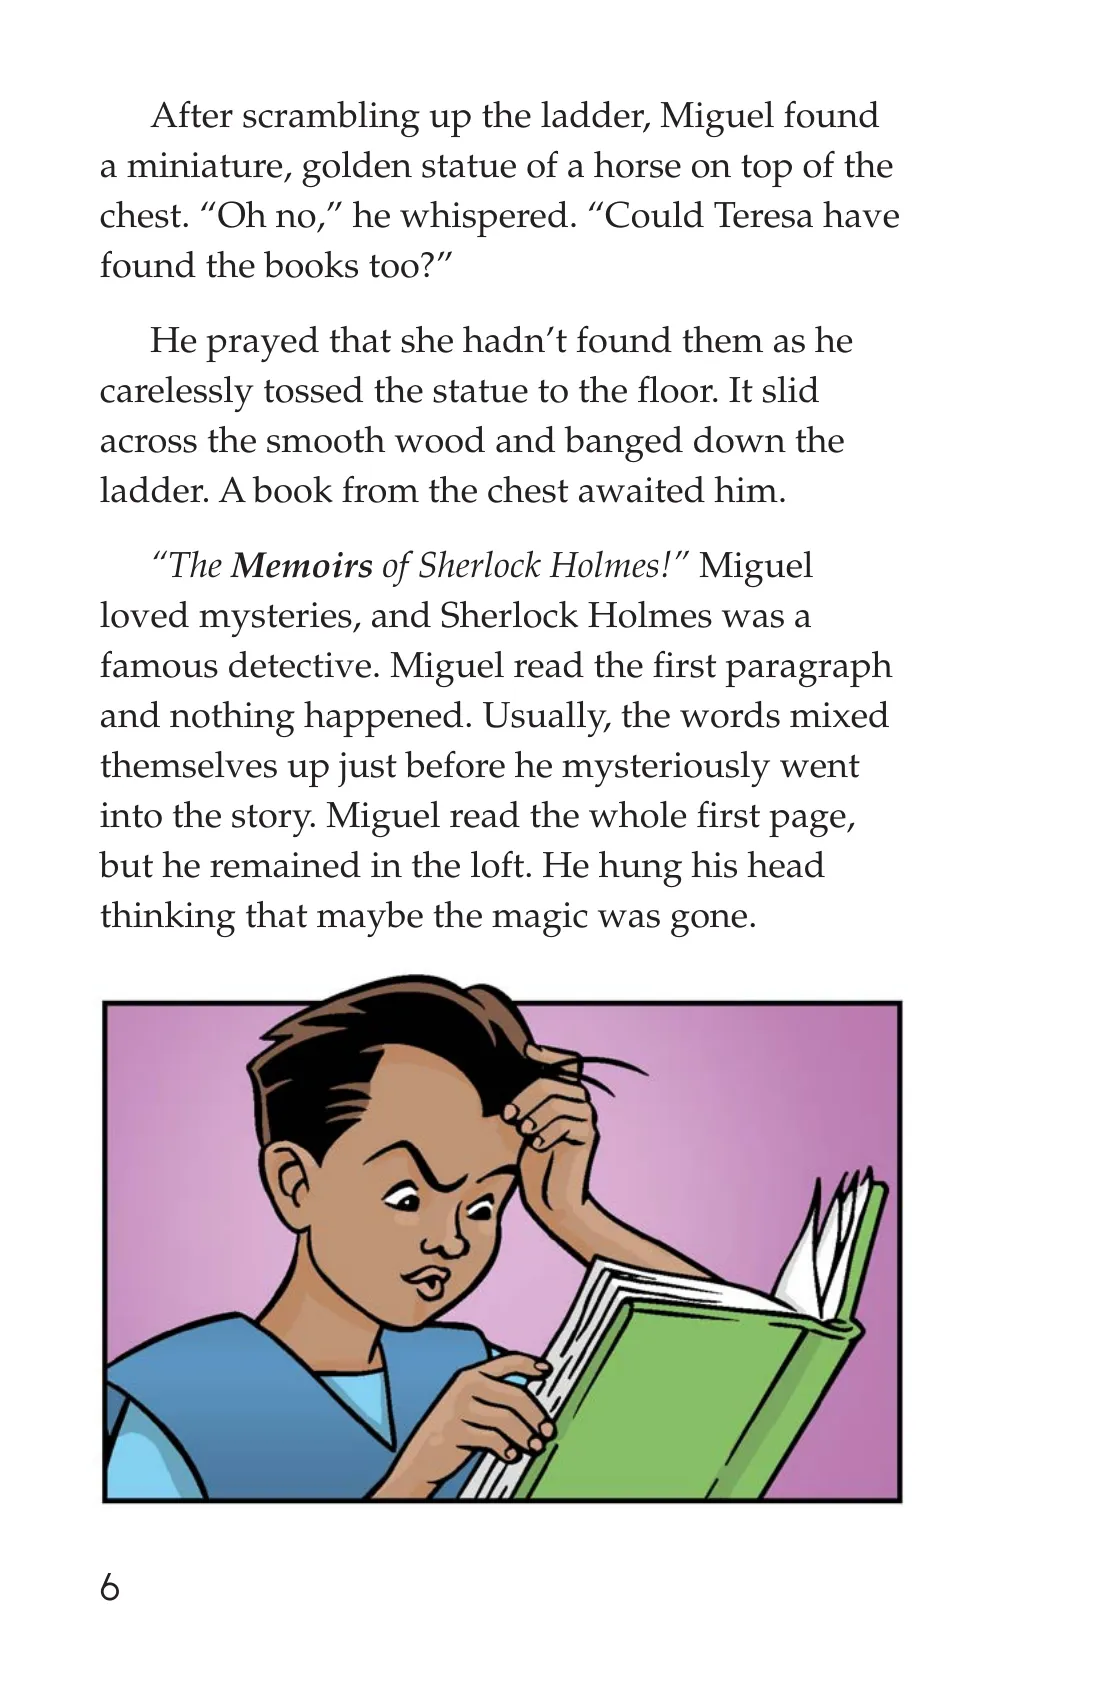 After scrambling up the ladder, Miguel found
a miniature, golden statue of a horse on top of the
chest. “Oh no,” he whispered. “Could Teresa have
found the books too?”
He prayed that she hadn’t found them as he
carelessly tossed the statue to the floor. It slid
across the smooth wood and banged down the
ladder. A book from the chest awaited him.
“The Memoirs of Sherlock Holmes!” Miguel
loved mysteries, and Sherlock Holmes was a
famous detective. Miguel read the first paragraph
and nothing happened. Usually, the words mixed
themselves up just before he mysteriously went
into the story. Miguel read the whole first page,
but he remained in the loft. He hung his head
thinking that maybe the magic was gone.
6